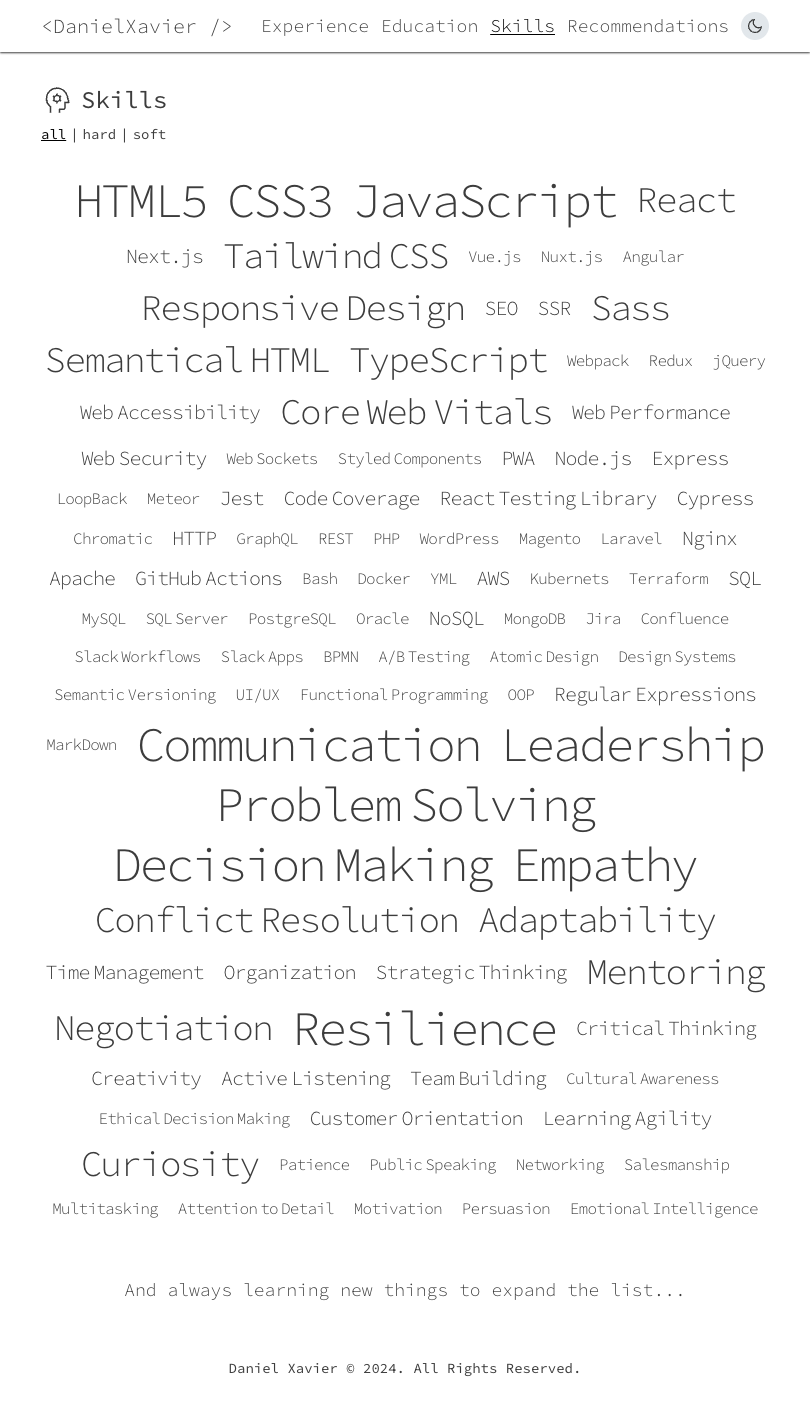 <DanielXavier /> Experience Education Skills Recommendations
Skills
all | hard | soft
HTML5 CSS3 JavaScript React
Next.js Tailwind CSS Vue.js Nuxt.js Angular
Responsive Design SEO SSR Sass
Semantical HTML TypeScript Webpack Redux jQuery
Web Accessibility Core Web Vitals Web Performance
Web Security Web Sockets Styled Components PWA Node.js Express
LoopBack Meteor Jest Code Coverage React Testing Library Cypress
Chromatic HTTP GraphQL REST PHP WordPress Magento Laravel Nginx
Apache GitHub Actions Bash Docker YML AWS Kubernets Terraform SQL
MySQL SQL Server PostgreSQL Oracle NoSQL MongoDB Jira Confluence
Slack Workflows Slack Apps BPMN A/B Testing Atomic Design Design Systems
Semantic Versioning UI/UX Functional Programming OOP Regular Expressions
MarkDown Communication Leadership
Problem Solving
Decision Making Empathy
Conflict Resolution Adaptability
Time Management Organization Strategic Thinking Mentoring
Negotiation Resilience Critical Thinking
Creativity Active Listening Team Building Cultural Awareness
Ethical Decision Making Customer Orientation Learning Agility
Curiosity Patience Public Speaking Networking Salesmanship
Multitasking Attention to Detail Motivation Persuasion Emotional Intelligence
And always learning new things to expand the list...
Daniel Xavier © 2024. All Rights Reserved.